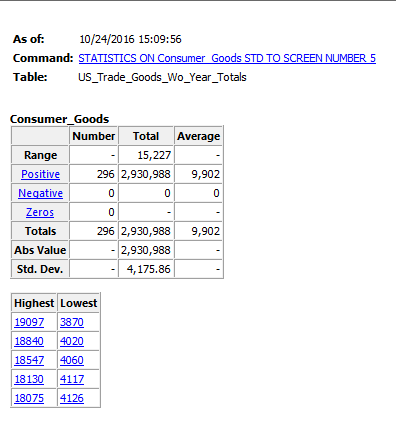 As of: 10/24/2016 15:09:56
Command: STATISTICS ON Consumer_Goods STD TO SCREEN NUMBER 5
Table: US_Trade_Goods_Wo_Year_Totals
Consumer_Goods
Number Total Average
Range - 15,227 -
Positive 296 2,930,988 9,902
Negative 0 0 0
Zeros 0 - -
Totals 296 2,930,988 9,902
Abs Value - 2,930,988 -
Std. Dev. - 4,175.86 -
Highest Lowest
19097 3870
18840 4020
18547 4060
18130 4117
18075 4126